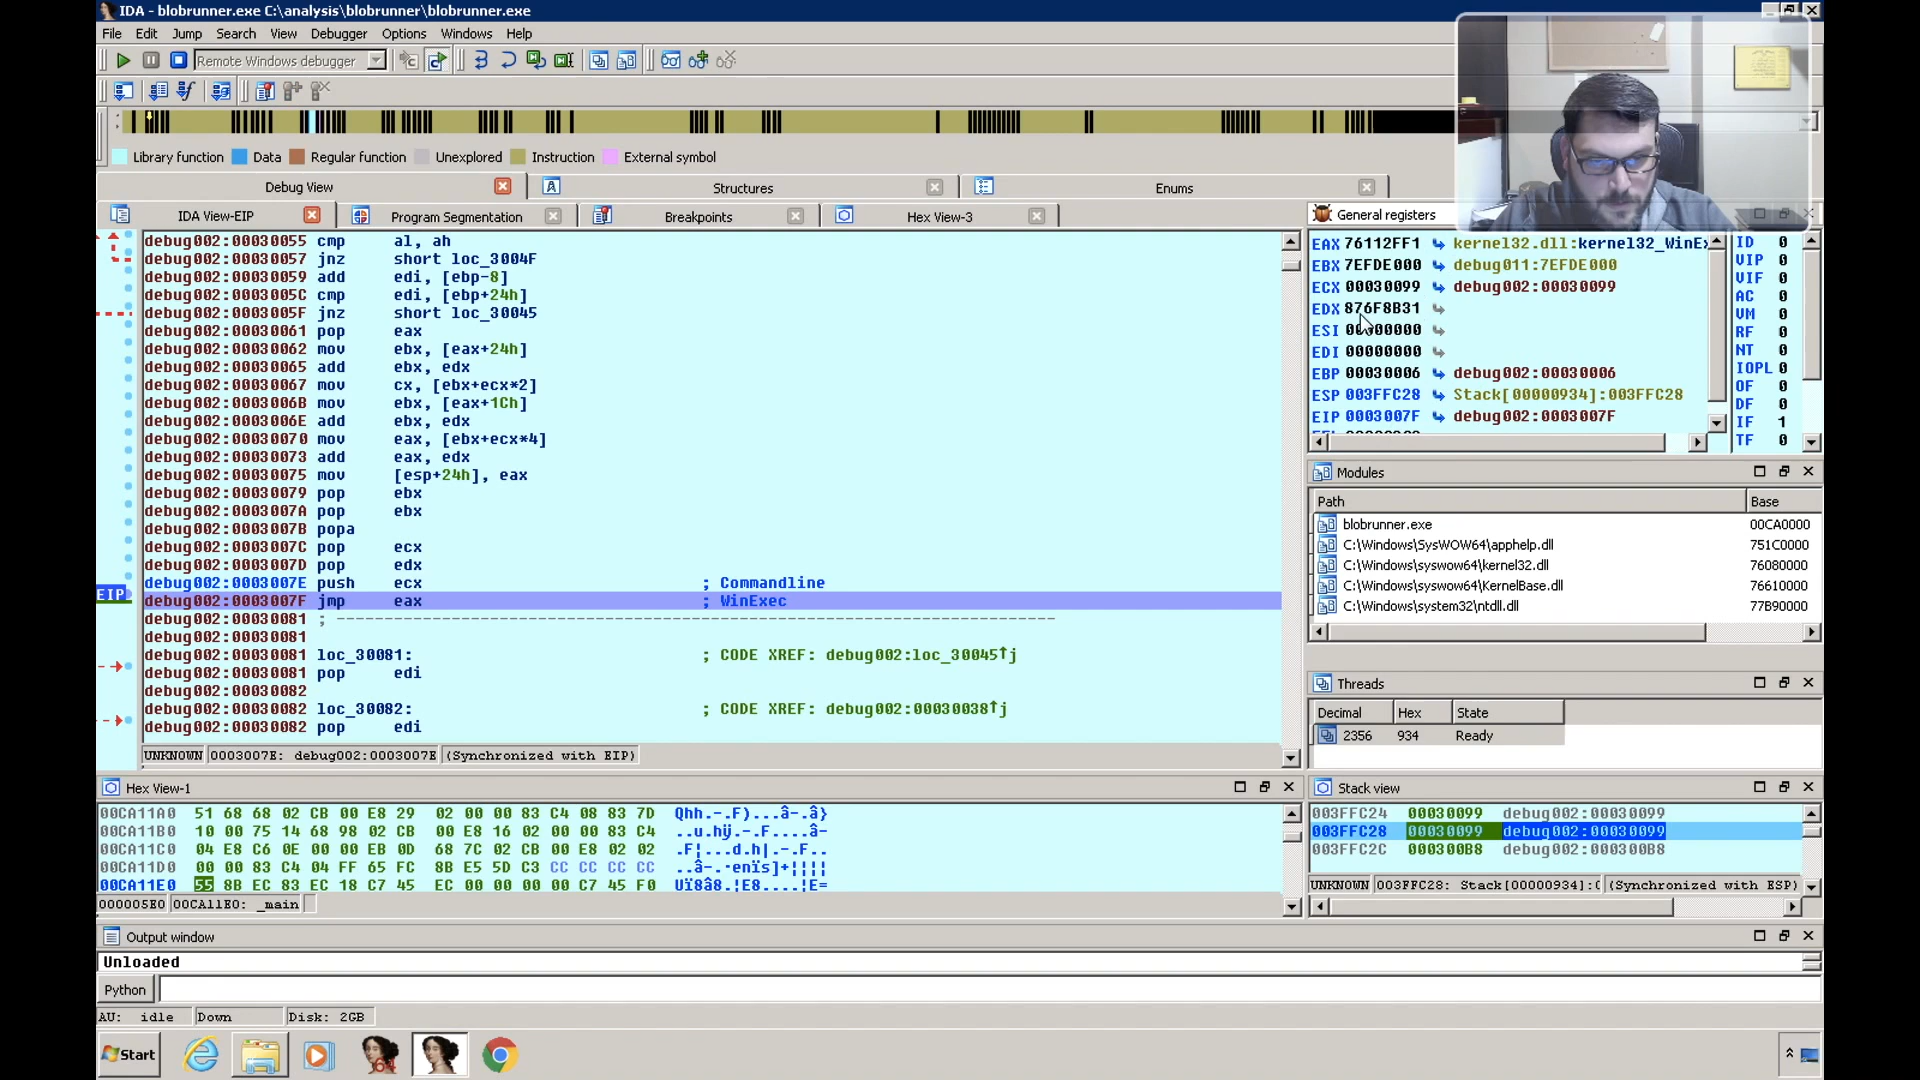 IDA - blobrunner.exe C:\analysis\blobrunner\blobrunner.exe
File Edit Jump Search View Debugger Options Windows Help
Remote Windows debugger
Library function Data Regular function Unexplored Instruction External symbol
Debug View Structures Enums
IDA View-EIP Program Segmentation Breakpoints Hex View-3
debug002:00030055 cmp al, ah
debug002:00030057 jnz short loc_3004F
debug002:00030059 add edi, [ebp-8]
debug002:0003005C cmp edi, [ebp+24h]
debug002:0003005F jnz short loc_30045
debug002:00030061 pop eax
debug002:00030062 mov ebx, [eax+24h]
debug002:00030065 add ebx, edx
debug002:00030067 mov cx, [ebx+ecx*2]
debug002:0003006B mov ebx, [eax+1Ch]
debug002:0003006E add ebx, edx
debug002:00030070 mov eax, [ebx+ecx*4]
debug002:00030073 add eax, edx
debug002:00030075 mov [esp+24h], eax
debug002:00030079 pop ebx
debug002:0003007A pop ebx
debug002:0003007B popa
debug002:0003007C pop ecx
debug002:0003007D pop edx
debug002:0003007E push ecx ; Commandline
EIP debug002:0003007F jmp eax ; WinExec
debug002:00030081 ; ---------------------------------------------------------------------------
debug002:00030081
debug002:00030081 loc_30081: ; CODE XREF: debug002:loc_30045↑j
debug002:00030081 pop edi
debug002:00030082
debug002:00030082 loc_30082: ; CODE XREF: debug002:00030038↑j
debug002:00030082 pop edi
UNKNOWN 0003007E: debug002:0003007E (Synchronized with EIP)
General registers
EAX 76112FF1 kernel32.dll:kernel32_WinEx
EBX 7EFDE000 debug011:7EFDE000
ECX 00030099 debug002:00030099
EDX 876F8B31
ESI 00000000
EDI 00000000
EBP 00030006 debug002:00030006
ESP 003FFC28 Stack[00000934]:003FFC28
EIP 0003007F debug002:0003007F
ID 0
VIP 0
VIF 0
AC 0
VM 0
RF 0
NT 0
IOPL 0
OF 0
DF 0
IF 1
TF 0
Modules
Path Base
blobrunner.exe 00CA0000
C:\Windows\SysWOW64\apphelp.dll 751C0000
C:\Windows\syswow64\kernel32.dll 76080000
C:\Windows\syswow64\KernelBase.dll 76610000
C:\Windows\system32\ntdll.dll 77B90000
Threads
Decimal Hex State
2356 934 Ready
Hex View-1
00CA11A0 51 68 68 02 CB 00 E8 29 02 00 00 83 C4 08 83 7D Qhh.-.F)...â-.â}
00CA11B0 10 00 75 14 68 98 02 CB 00 E8 16 02 00 00 83 C4 ..u.hÿ.-.F....â-
00CA11C0 04 E8 C6 0E 00 00 EB 0D 68 7C 02 CB 00 E8 02 02 .F¦...d.h|.-.F..
00CA11D0 00 00 83 C4 04 FF 65 FC 8B E5 5D C3 CC CC CC CC ..â-.·enïs]+¦¦¦¦
00CA11E0 55 8B EC 83 EC 18 C7 45 EC 00 00 00 00 C7 45 F0 Uï8â8.¦E8....¦E=
000005E0 00CA11E0: _main
Stack view
003FFC24 00030099 debug002:00030099
003FFC28 00030099 debug002:00030099
003FFC2C 000300B8 debug002:000300B8
UNKNOWN 003FFC28: Stack[00000934]:( (Synchronized with ESP)
Output window
Unloaded
Python
AU: idle Down Disk: 2GB
Start 64